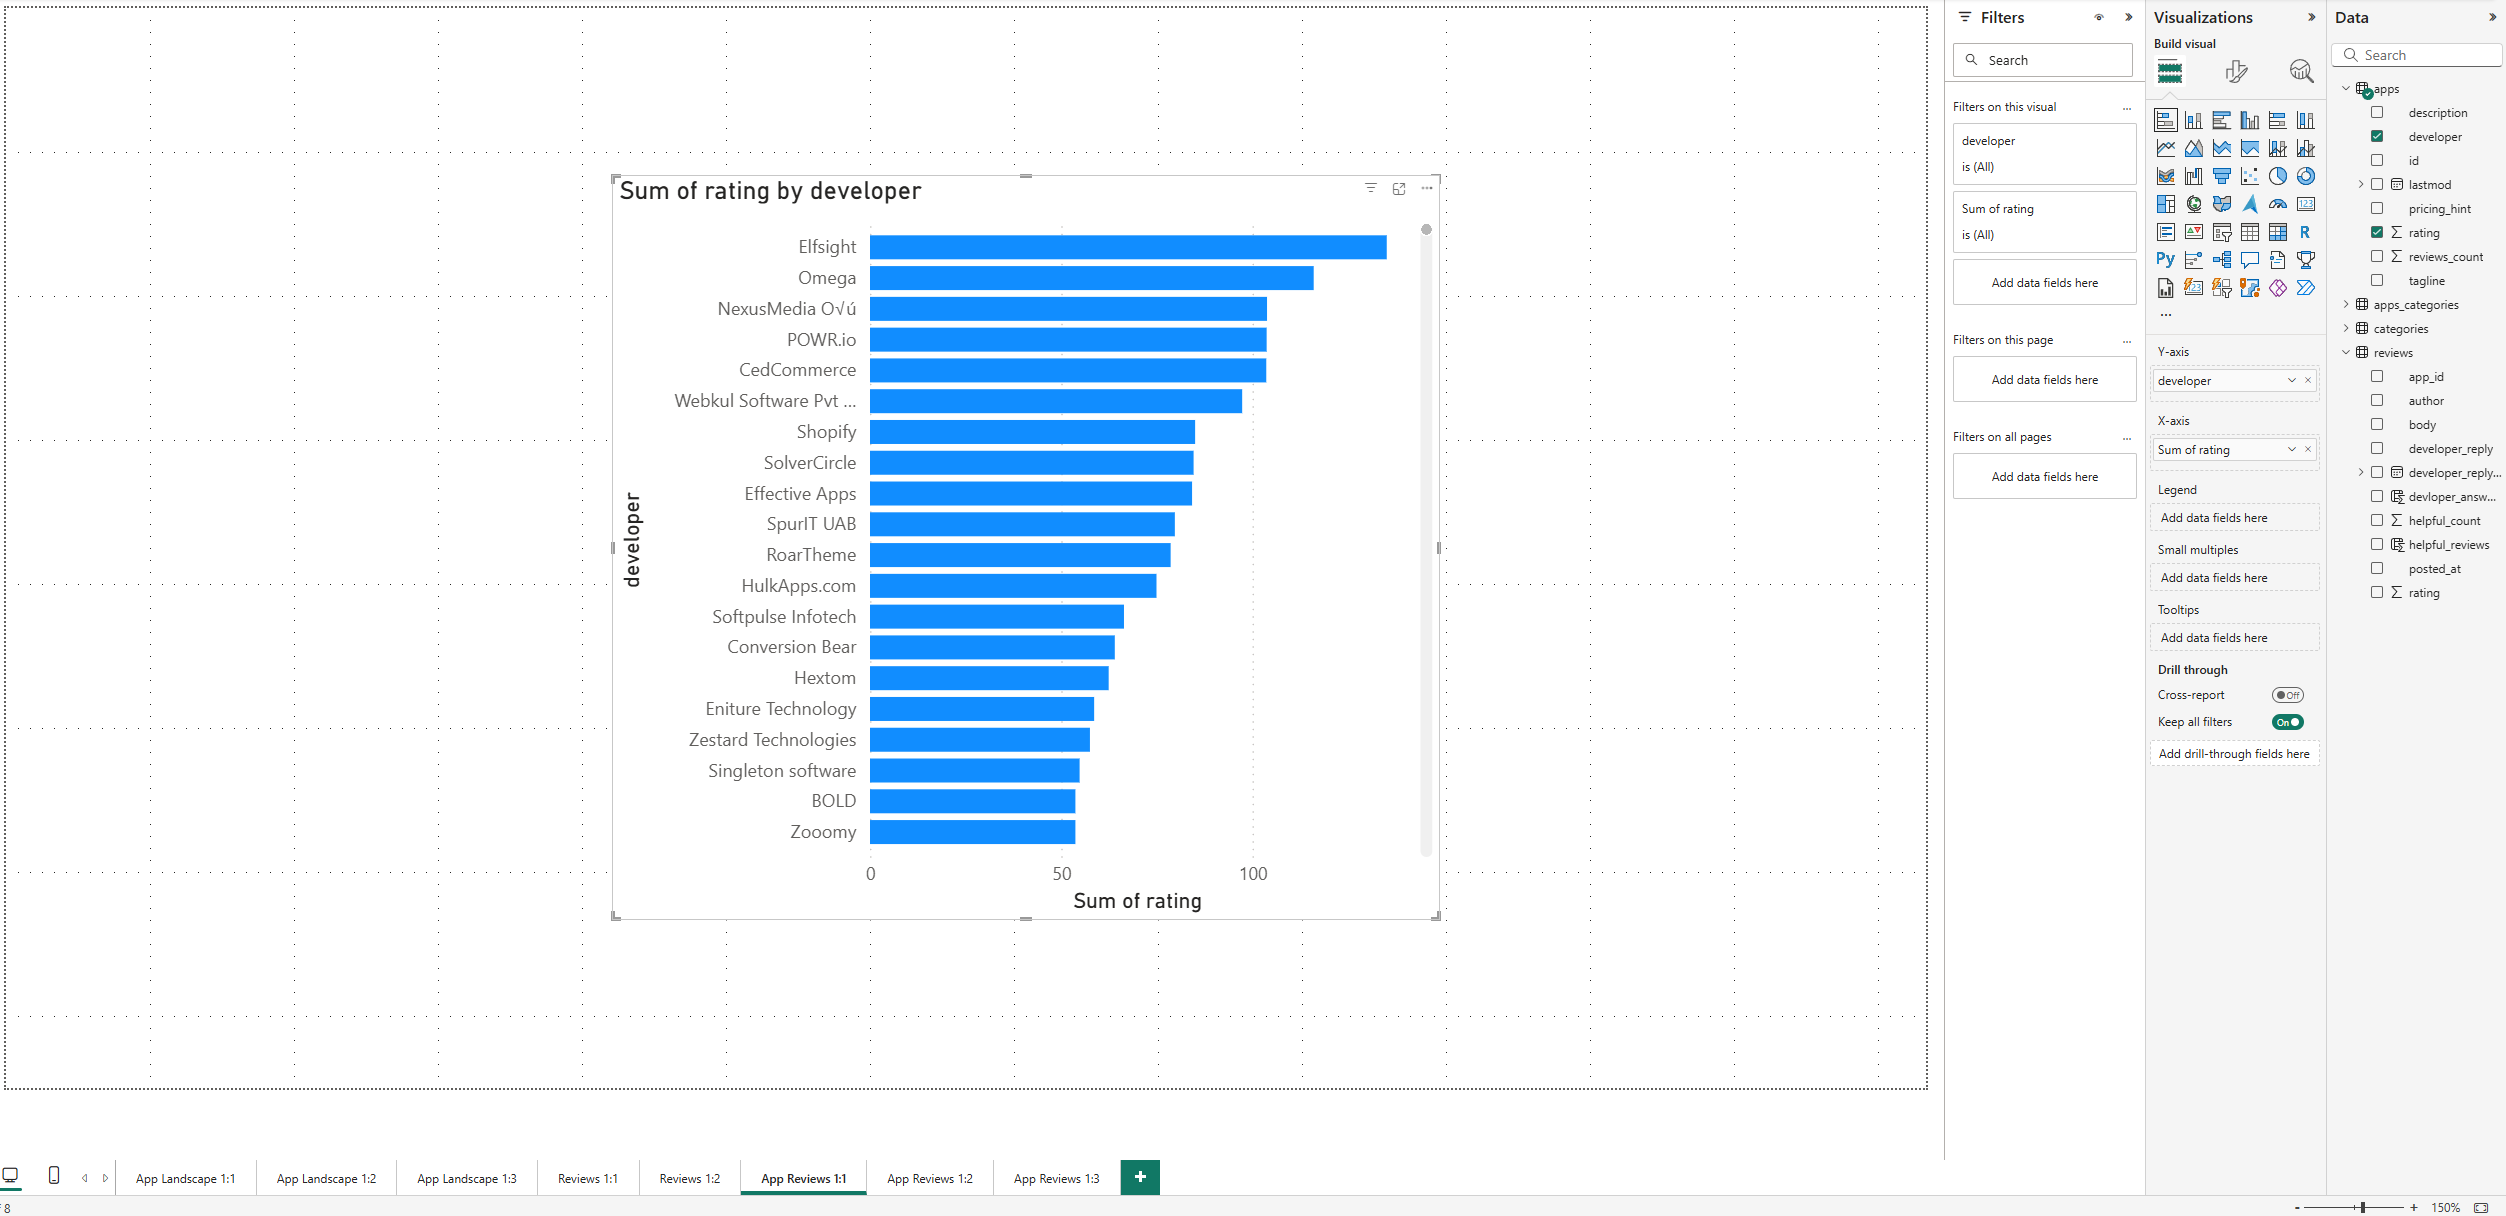 Sum of rating by developer
Elfsight
Omega
NexusMedia O√ú
POWR.io
CedCommerce
Webkul Software Pvt ...
Shopify
SolverCircle
Effective Apps
SpurIT UAB
RoarTheme
HulkApps.com
Softpulse Infotech
Conversion Bear
Hextom
Eniture Technology
Zestard Technologies
Singleton software
BOLD
Zooomy
developer
0 50 100
Sum of rating
Filters
Search
Filters on this visual
developer
is (All)
Sum of rating
is (All)
Add data fields here
Filters on this page
Add data fields here
Filters on all pages
Add data fields here
Visualizations
Build visual
123
R
Py
123
Y-axis
developer
X-axis
Sum of rating
Legend
Add data fields here
Small multiples
Add data fields here
Tooltips
Add data fields here
Drill through
Cross-report
Off
Keep all filters
On
Add drill-through fields here
Data
Search
apps
description
developer
id
lastmod
pricing_hint
rating
reviews_count
tagline
apps_categories
categories
reviews
app_id
author
body
developer_reply
developer_reply...
devloper_answ...
helpful_count
helpful_reviews
posted_at
rating
App Landscape 1:1
App Landscape 1:2
App Landscape 1:3
Reviews 1:1
Reviews 1:2
App Reviews 1:1
App Reviews 1:2
App Reviews 1:3
+
8
- + 150%